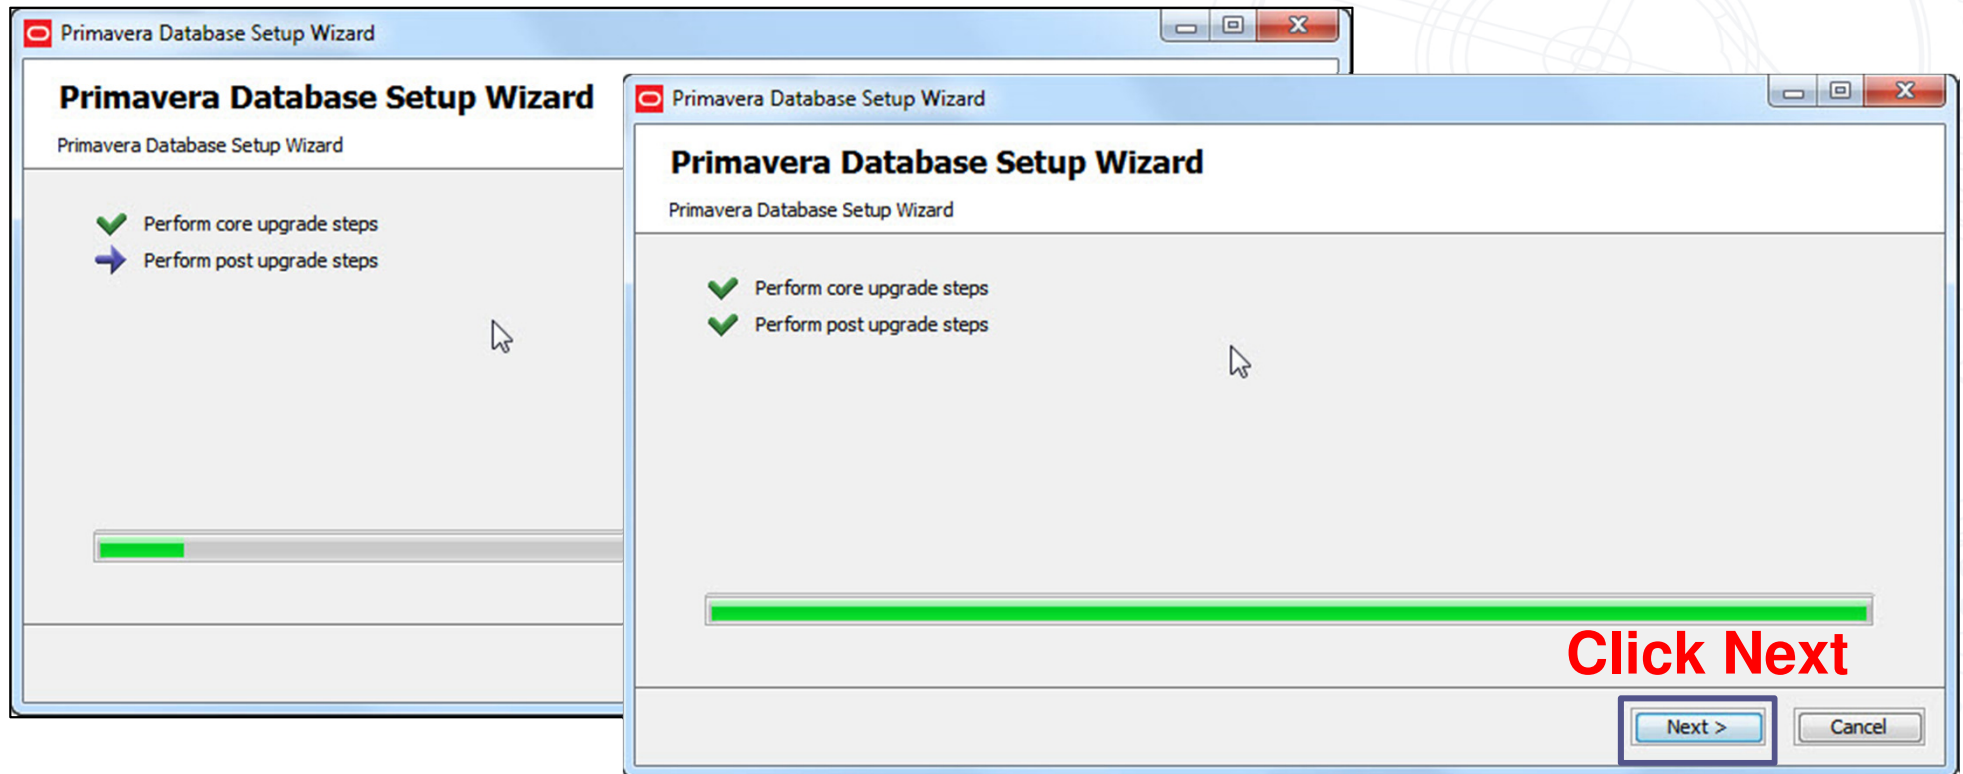 Primavera Database Setup Wizard
Primavera Database Setup Wizard
Primavera Database Setup Wizard
Perform core upgrade steps
Perform post upgrade steps
Primavera Database Setup Wizard
Primavera Database Setup Wizard
Primavera Database Setup Wizard
Perform core upgrade steps
Perform post upgrade steps
Click Next
Next >
Cancel